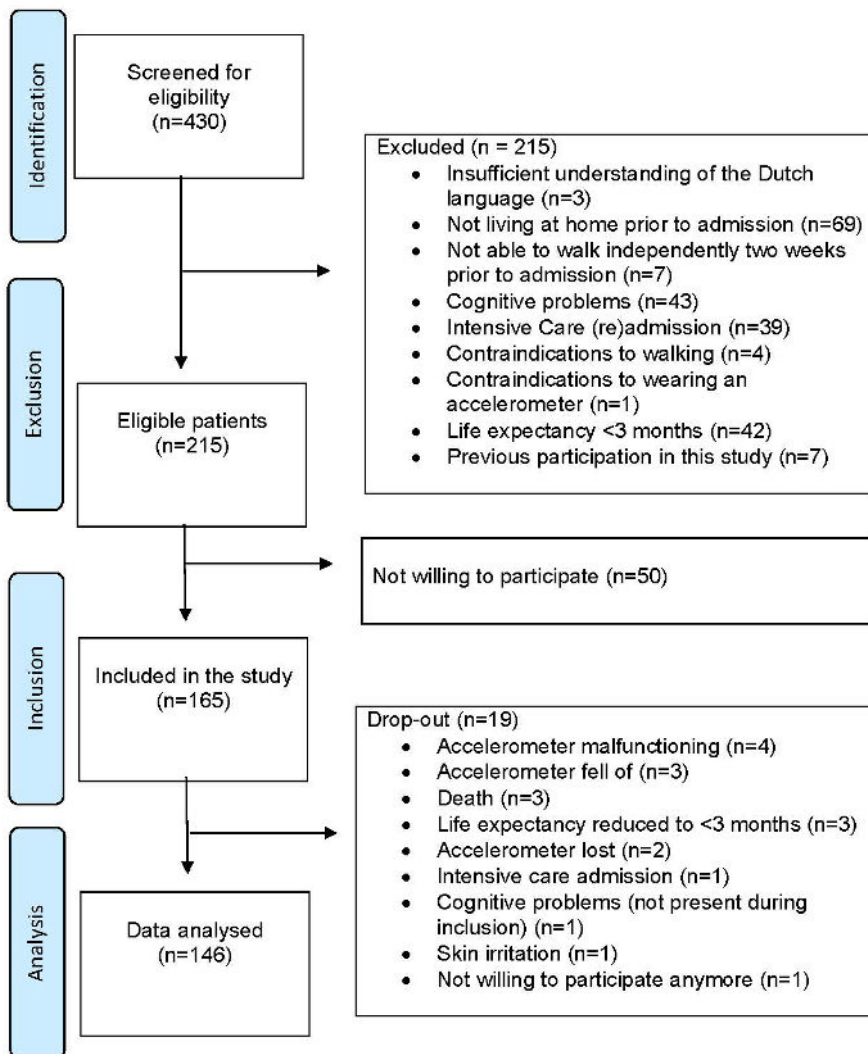 Identification
Screened for
eligibility
(n=430)
Excluded (n = 215)
• Insufficient understanding of the Dutch
language (n=3)
• Not living at home prior to admission (n=69)
• Not able to walk independently two weeks
prior to admission (n=7)
• Cognitive problems (n=43)
• Intensive Care (re)admission (n=39)
• Contraindications to walking (n=4)
• Contraindications to wearing an
accelerometer (n=1)
• Life expectancy <3 months (n=42)
• Previous participation in this study (n=7)
Exclusion
Eligible patients
(n=215)
Not willing to participate (n=50)
Inclusion
Included in the study
(n=165)
Drop-out (n=19)
• Accelerometer malfunctioning (n=4)
• Accelerometer fell of (n=3)
• Death (n=3)
• Life expectancy reduced to <3 months (n=3)
• Accelerometer lost (n=2)
• Intensive care admission (n=1)
• Cognitive problems (not present during
inclusion) (n=1)
• Skin irritation (n=1)
• Not willing to participate anymore (n=1)
Analysis
Data analysed
(n=146)